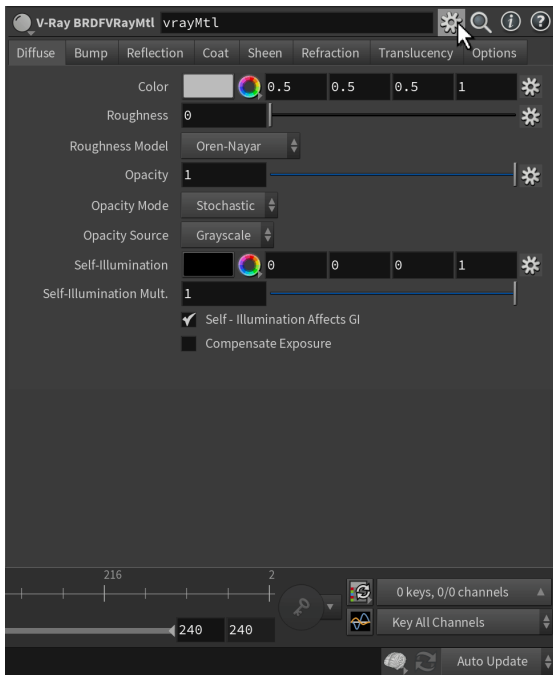 V-Ray BRDFVRayMtl vrayMtl
Diffuse Bump Reflection Coat Sheen Refraction Translucency Options
Color 0.5 0.5 0.5 1
Roughness 0
Roughness Model Oren-Nayar
Opacity 1
Opacity Mode Stochastic
Opacity Source Grayscale
Self-Illumination 0 0 0 1
Self-Illumination Mult. 1
Self - Illumination Affects GI
Compensate Exposure
216 2
0 keys, 0/0 channels
240 240 Key All Channels
Auto Update